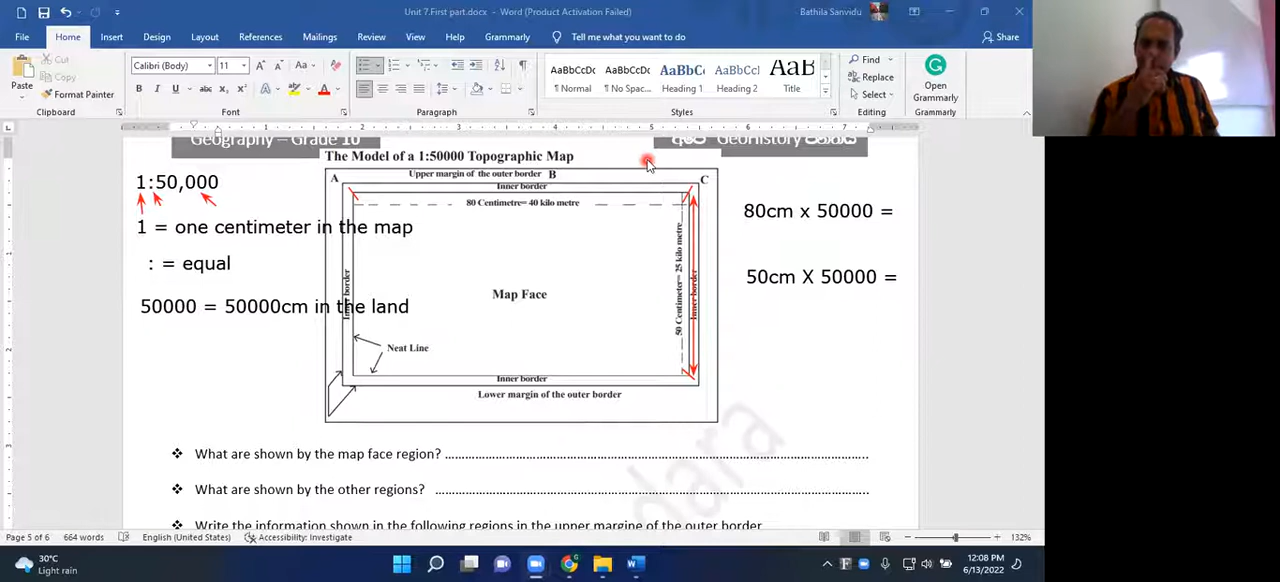 Unit 7.First part.docx - Word (Product Activation Failed)
Bathila Sanvidu
File Home Insert Design Layout References Mailings Review View Help Grammarly Tell me what you want to do Share
Paste
Cut
Copy
Format Painter
Clipboard
Calibri (Body) 11
Font
Paragraph
AaBbCcDc AaBbCcDc AaBbC AaBbCcI AaB
¶ Normal ¶ No Spac... Heading 1 Heading 2 Title
Styles
Find
Replace
Select
Editing
Open
Grammarly
Grammarly
Geography – Grade 10
GeoHistory
The Model of a 1:50000 Topographic Map
1:50,000
1 = one centimeter in the map
: = equal
50000 = 50000cm in the land
A
Upper margin of the outer border B
C
Inner border
80 Centimetre= 40 kilo metre
50 Centimeter= 25 kilo metre
Inner border
Inner border
Map Face
Neat Line
Inner border
Lower margin of the outer border
80cm x 50000 =
50cm X 50000 =
❖ What are shown by the map face region? ........................................
❖ What are shown by the other regions? ........................................
❖ Write the information shown in the following regions in the upper margine of the outer border
dara
Page 5 of 6 664 words English (United States) Accessibility: Investigate 132%
30°C
Light rain
12:08 PM
6/13/2022